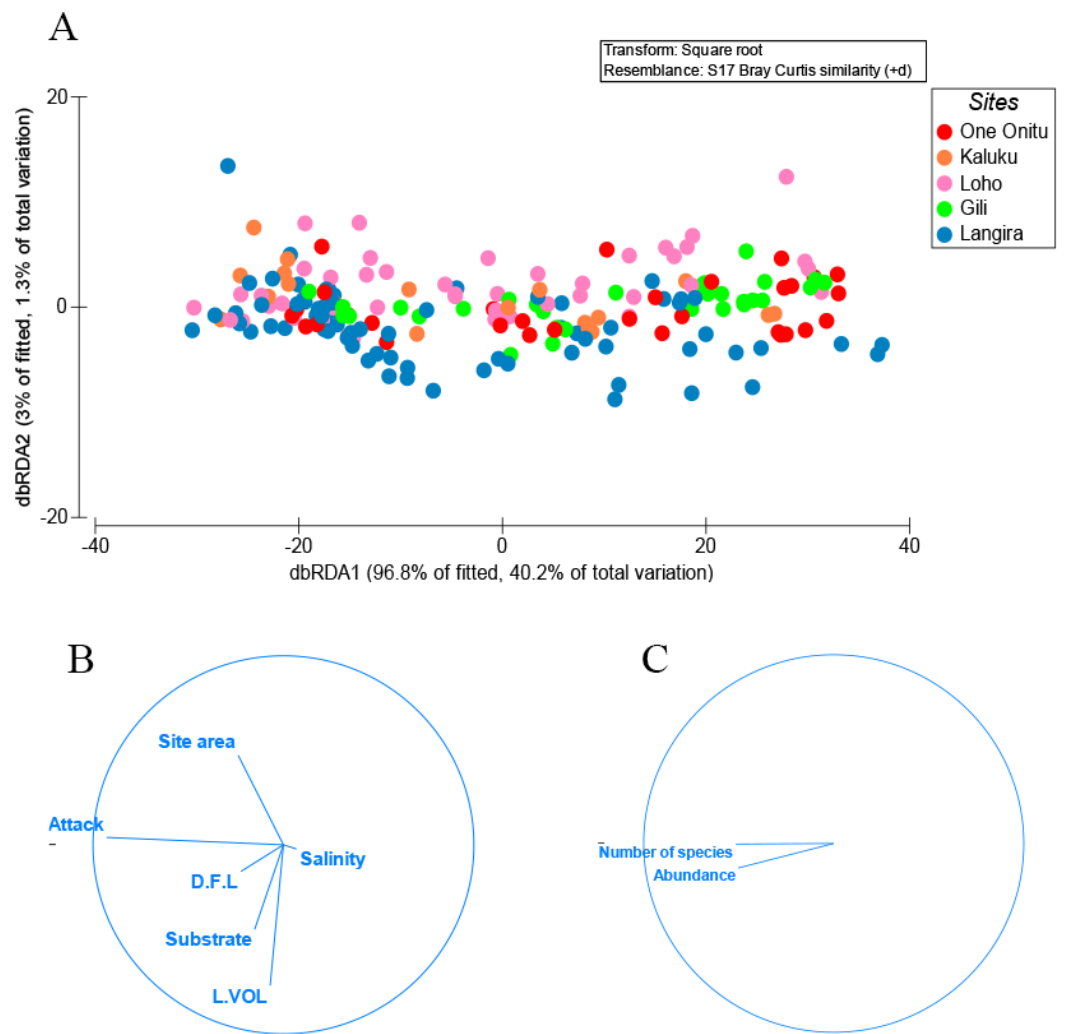 A
Transform: Square root
Resemblance: S17 Bray Curtis similarity (+d)
Sites
One Onitu
Kaluku
Loho
Gili
Langira
dbRDA2 (3% of fitted, 1.3% of total variation)
20
0
-20
-40
-20
0
20
40
dbRDA1 (96.8% of fitted, 40.2% of total variation)
B
Site area
Attack
Salinity
D.F.L
Substrate
L.VOL
C
Number of species
Abundance